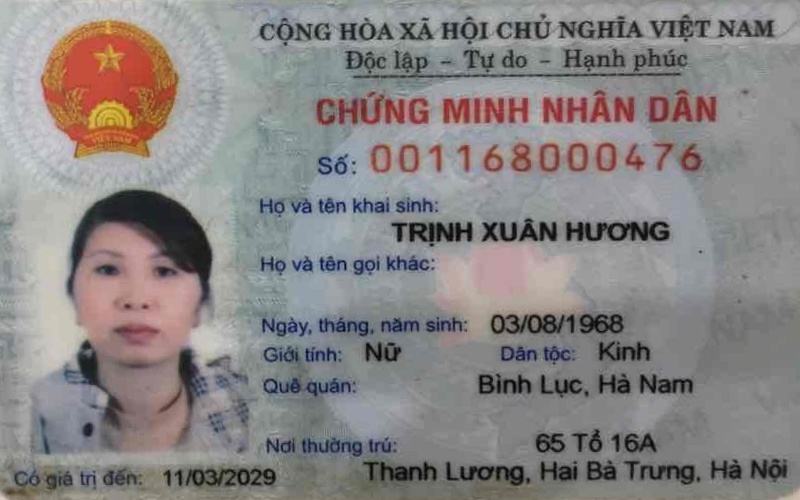 CỘNG HÒA XÃ HỘI CHỦ NGHĨA VIỆT NAM
Độc lập - Tự do - Hạnh phúc
CHỨNG MINH NHÂN DÂN
Số: 001168000476
Họ và tên khai sinh:
TRỊNH XUÂN HƯƠNG
Họ và tên gọi khác:
Ngày, tháng, năm sinh: 03/08/1968
Giới tính: Nữ Dân tộc: Kinh
Quê quán: Bình Lục, Hà Nam
Nơi thường trú: 65 Tổ 16A
Thanh Lương, Hai Bà Trưng, Hà Nội
Có giá trị đến: 11/03/2029